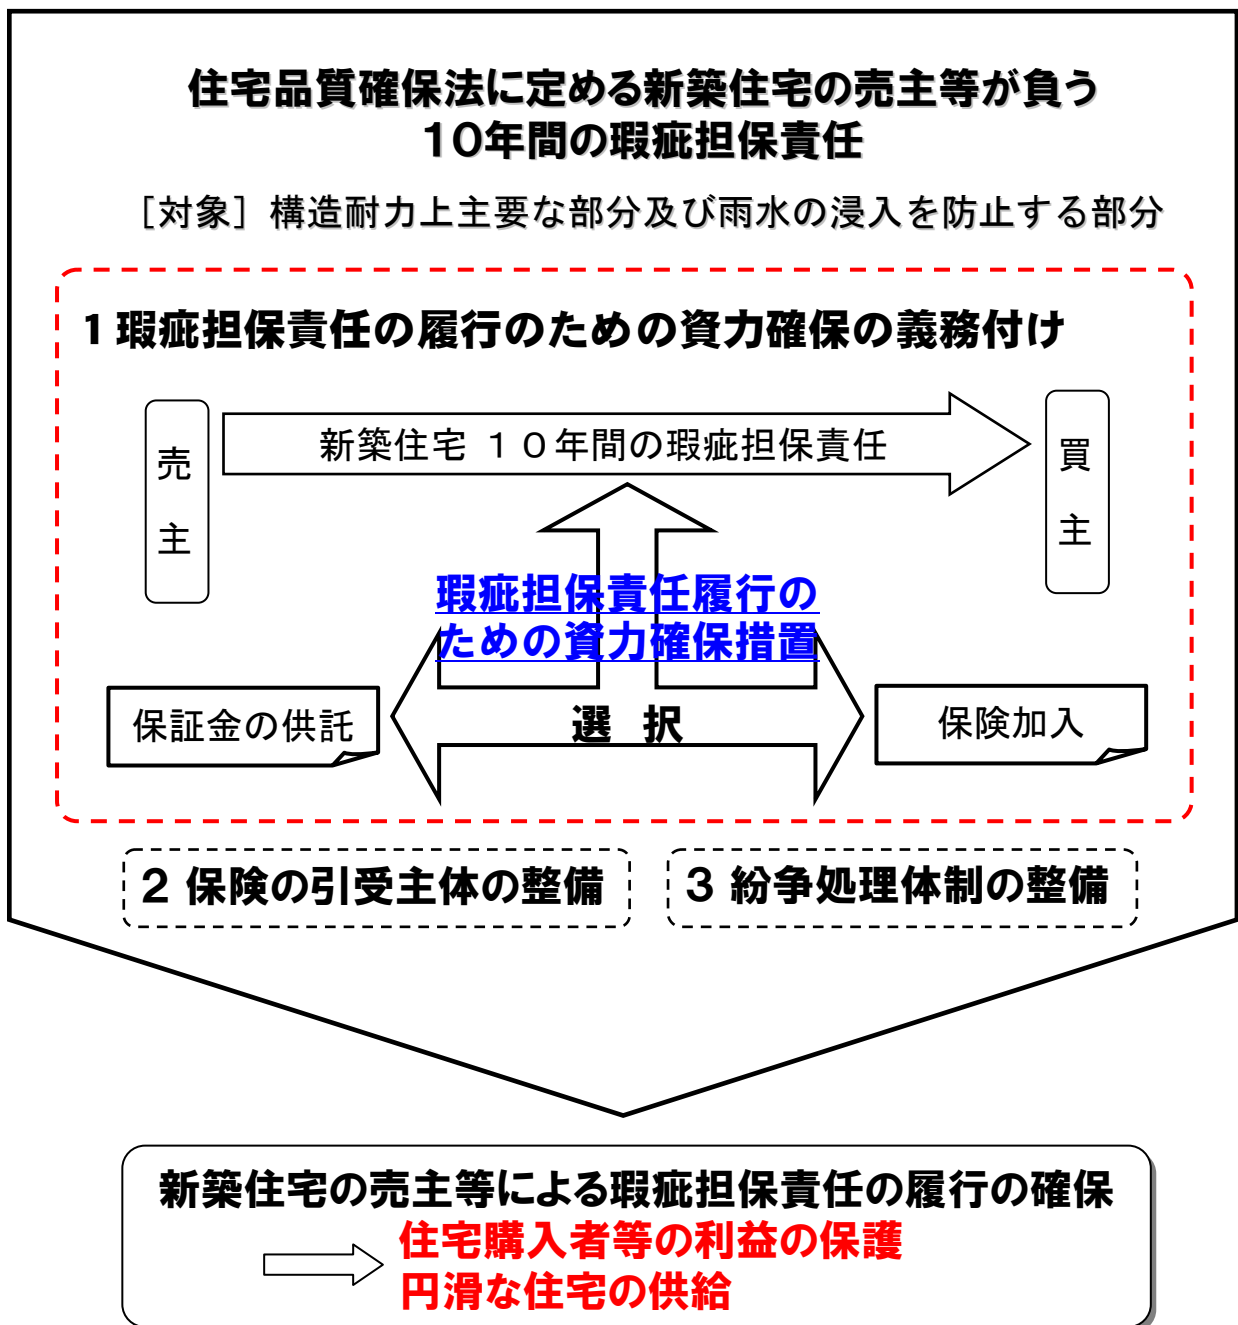 住宅品質確保法に定める新築住宅の売主等が負う
10年間の瑕疵担保責任
［対象］構造耐力上主要な部分及び雨水の浸入を防止する部分
1 瑕疵担保責任の履行のための資力確保の義務付け
売主
新築住宅 １０年間の瑕疵担保責任
買主
瑕疵担保責任履行の
ための資力確保措置
保証金の供託
選 択
保険加入
2 保険の引受主体の整備
3 紛争処理体制の整備
新築住宅の売主等による瑕疵担保責任の履行の確保
住宅購入者等の利益の保護
円滑な住宅の供給